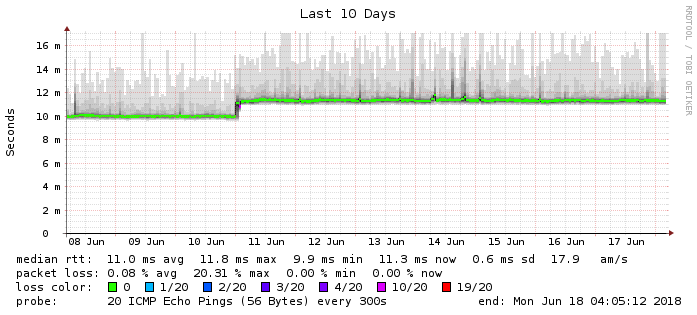 Last 10 Days
RRDTOOL / TOBI OETIKER
Seconds
16 m
14 m
12 m
10 m
8 m
6 m
4 m
2 m
0
08 Jun 09 Jun 10 Jun 11 Jun 12 Jun 13 Jun 14 Jun 15 Jun 16 Jun 17 Jun
median rtt: 11.0 ms avg 11.8 ms max 9.9 ms min 11.3 ms now 0.6 ms sd 17.9 am/s
packet loss: 0.08 % avg 20.31 % max 0.00 % min 0.00 % now
loss color: 0 1/20 2/20 3/20 4/20 10/20 19/20
probe: 20 ICMP Echo Pings (56 Bytes) every 300s end: Mon Jun 18 04:05:12 2018